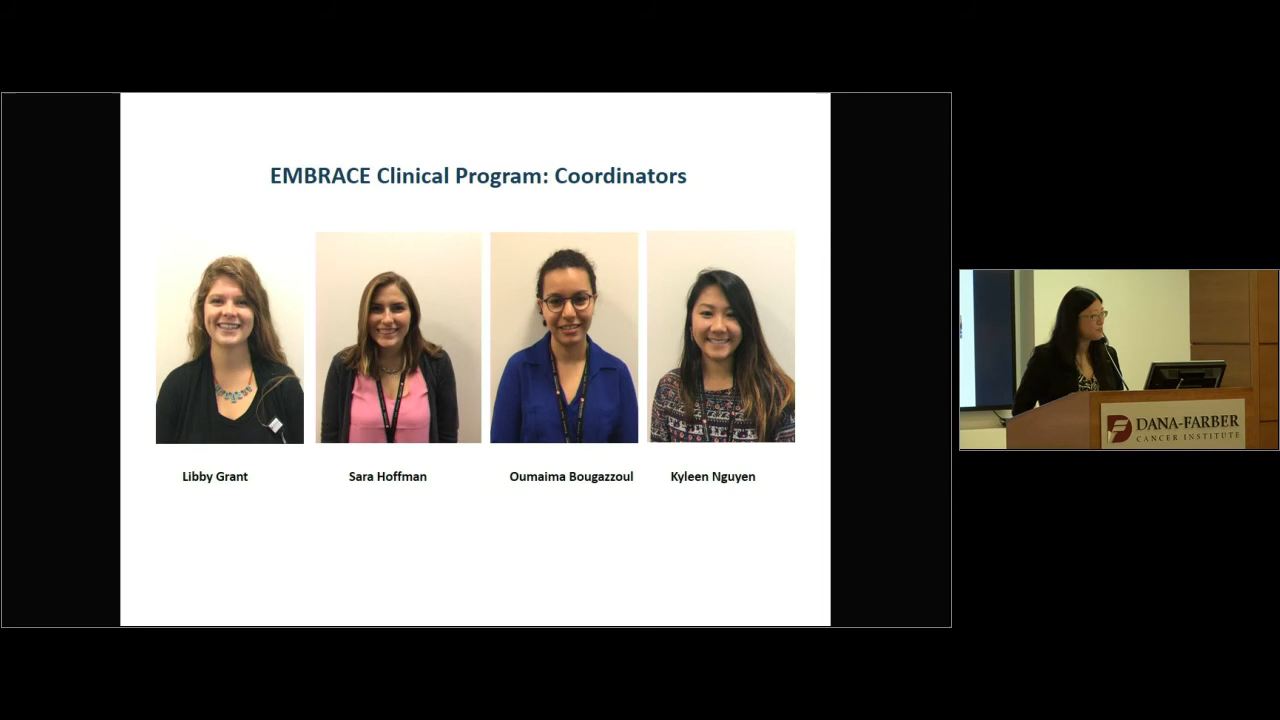 EMBRACE Clinical Program: Coordinators
Libby Grant
Sara Hoffman
Oumaima Bougazzoul
Kyleen Nguyen
DANA-FARBER
CANCER INSTITUTE